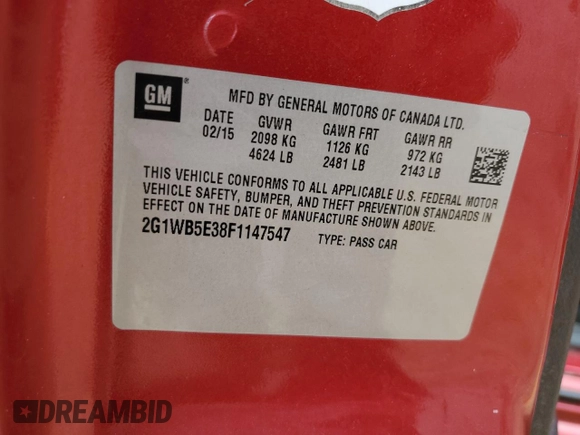 GM
MFD BY GENERAL MOTORS OF CANADA LTD.
DATE GVWR GAWR FRT GAWR RR
02/15 2098 KG 1126 KG 972 KG
4624 LB 2481 LB 2143 LB
THIS VEHICLE CONFORMS TO ALL APPLICABLE U.S. FEDERAL MOTOR
VEHICLE SAFETY, BUMPER, AND THEFT PREVENTION STANDARDS IN
EFFECT ON THE DATE OF MANUFACTURE SHOWN ABOVE.
2G1WB5E38F1147547 TYPE: PASS CAR
DREAMBID